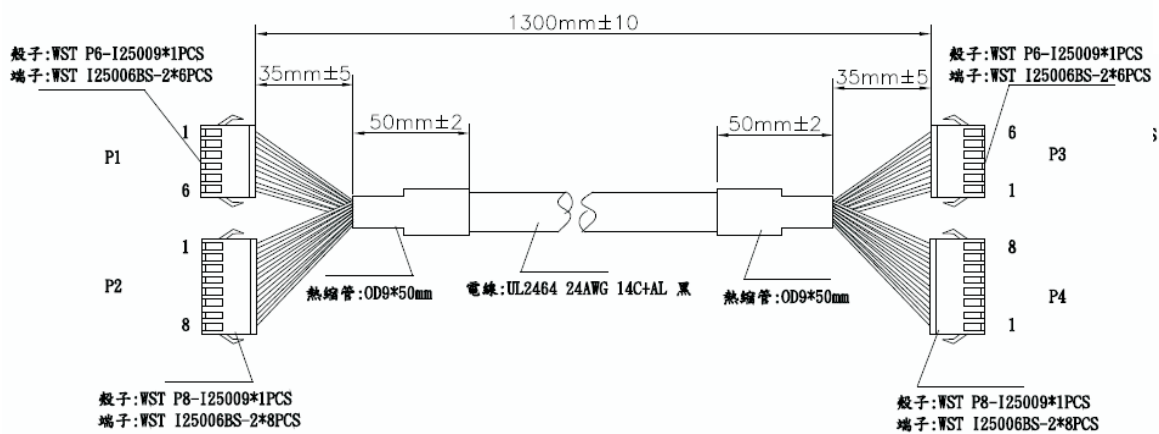 1300mm±10
殼子:WST P6-I25009*1PCS
端子:WST I25006BS-2*6PCS
殼子:WST P6-I25009*1PCS
端子:WST I25006BS-2*6PCS
35mm±5
35mm±5
50mm±2
50mm±2
1
P1
6
6
P3
1
S
1
P2
8
8
P4
1
熱縮管:OD9*50mm
電線:UL2464 24AWG 14C+AL 黑
熱縮管:OD9*50mm
殼子:WST P8-I25009*1PCS
端子:WST I25006BS-2*8PCS
殼子:WST P8-I25009*1PCS
端子:WST I25006BS-2*8PCS